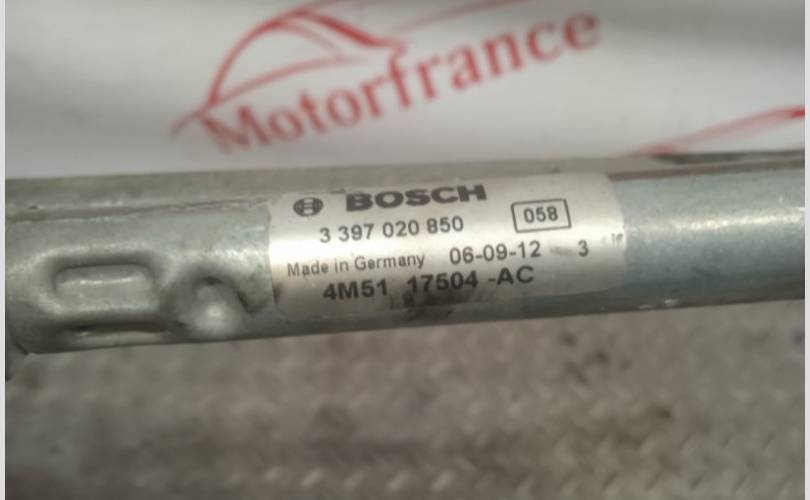 Motorfrance
BOSCH
3 397 020 850 058
Made in Germany 06-09-12 3
4M51 17504 -AC